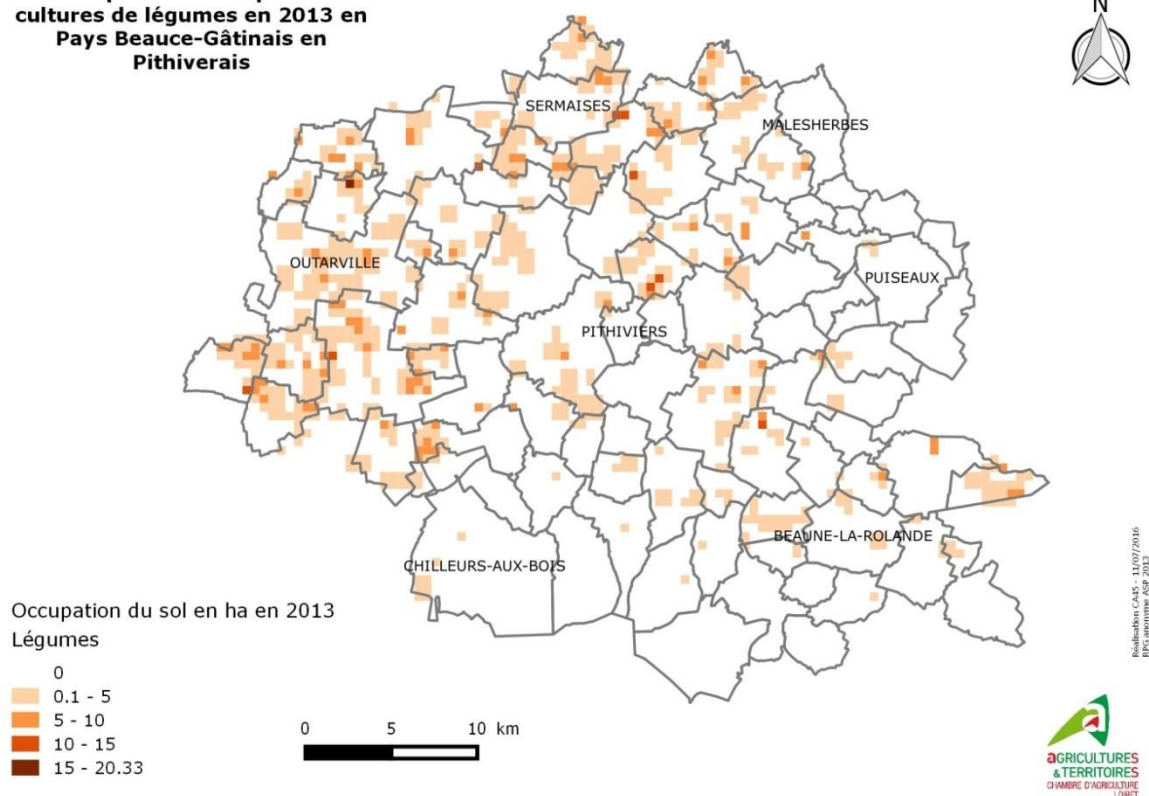 cultures de légumes en 2013 en
Pays Beauce-Gâtinais en
Pithiverais
N
SERMAISES
MALESHERBES
OUTARVILLE
PUISEAUX
PITHIVIERS
BEAUNE-LA-ROLANDE
CHILLEURS-AUX-BOIS
Occupation du sol en ha en 2013
Légumes
0
0.1 - 5
5 - 10
10 - 15
15 - 20.33
0 5 10 km
Réalisation CA45 - 11/07/2016
RPG anonyme ASP 2013
aGRICULTURES
& TERRITOIRES
CHAMBRE D'AGRICULTURE
LOIRET